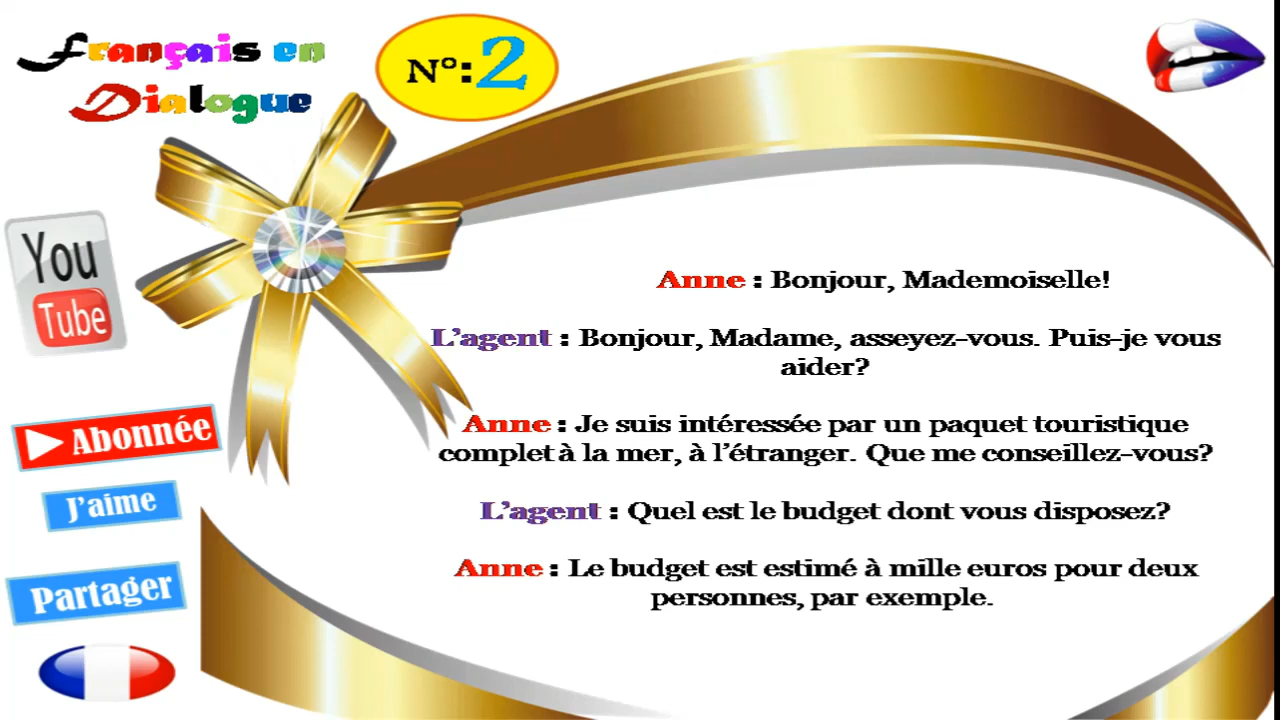 Français en
Dialogue
N°:2
You
Tube
Abonnée
J'aime
Partager
Anne : Bonjour, Mademoiselle!
L'agent : Bonjour, Madame, asseyez-vous. Puis-je vous
aider?
Anne : Je suis intéressée par un paquet touristique
complet à la mer, à l'étranger. Que me conseillez-vous?
L'agent : Quel est le budget dont vous disposez?
Anne : Le budget est estimé à mille euros pour deux
personnes, par exemple.